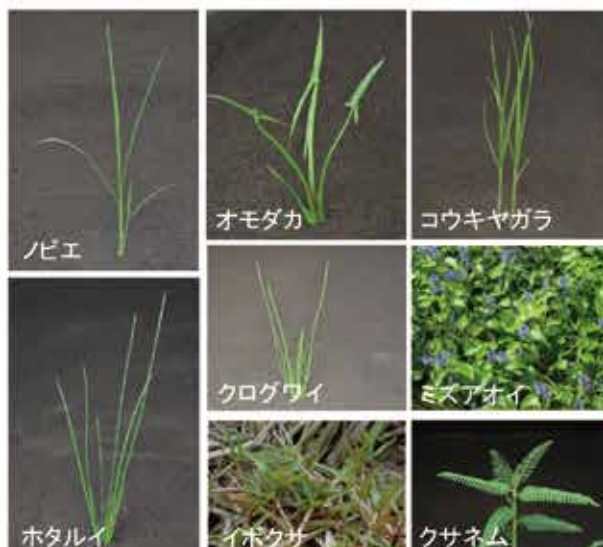 ノビエ
オモダカ
コウキヤガラ
クログワイ
ミズアオイ
ホタルイ
イボクサ
クサネム